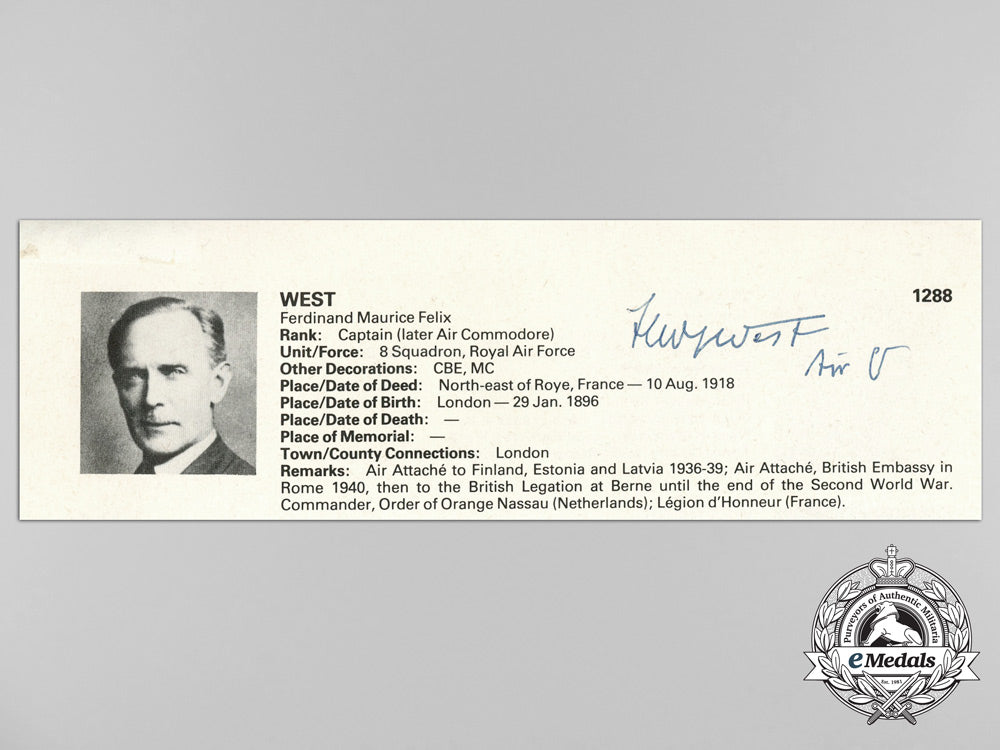 WEST
1288
Ferdinand Maurice Felix
Rank: Captain (later Air Commodore)
Unit/Force: 8 Squadron, Royal Air Force
Other Decorations: CBE, MC
Place/Date of Deed: North-east of Roye, France — 10 Aug. 1918
Place/Date of Birth: London — 29 Jan. 1896
Place/Date of Death: —
Place of Memorial: —
Town/County Connections: London
Remarks: Air Attaché to Finland, Estonia and Latvia 1936-39; Air Attaché, British Embassy in
Rome 1940, then to the British Legation at Berne until the end of the Second World War.
Commander, Order of Orange Nassau (Netherlands); Légion d'Honneur (France).
West
Air
Purveyors of Authentic Militaria
eMedals
Est. 1981